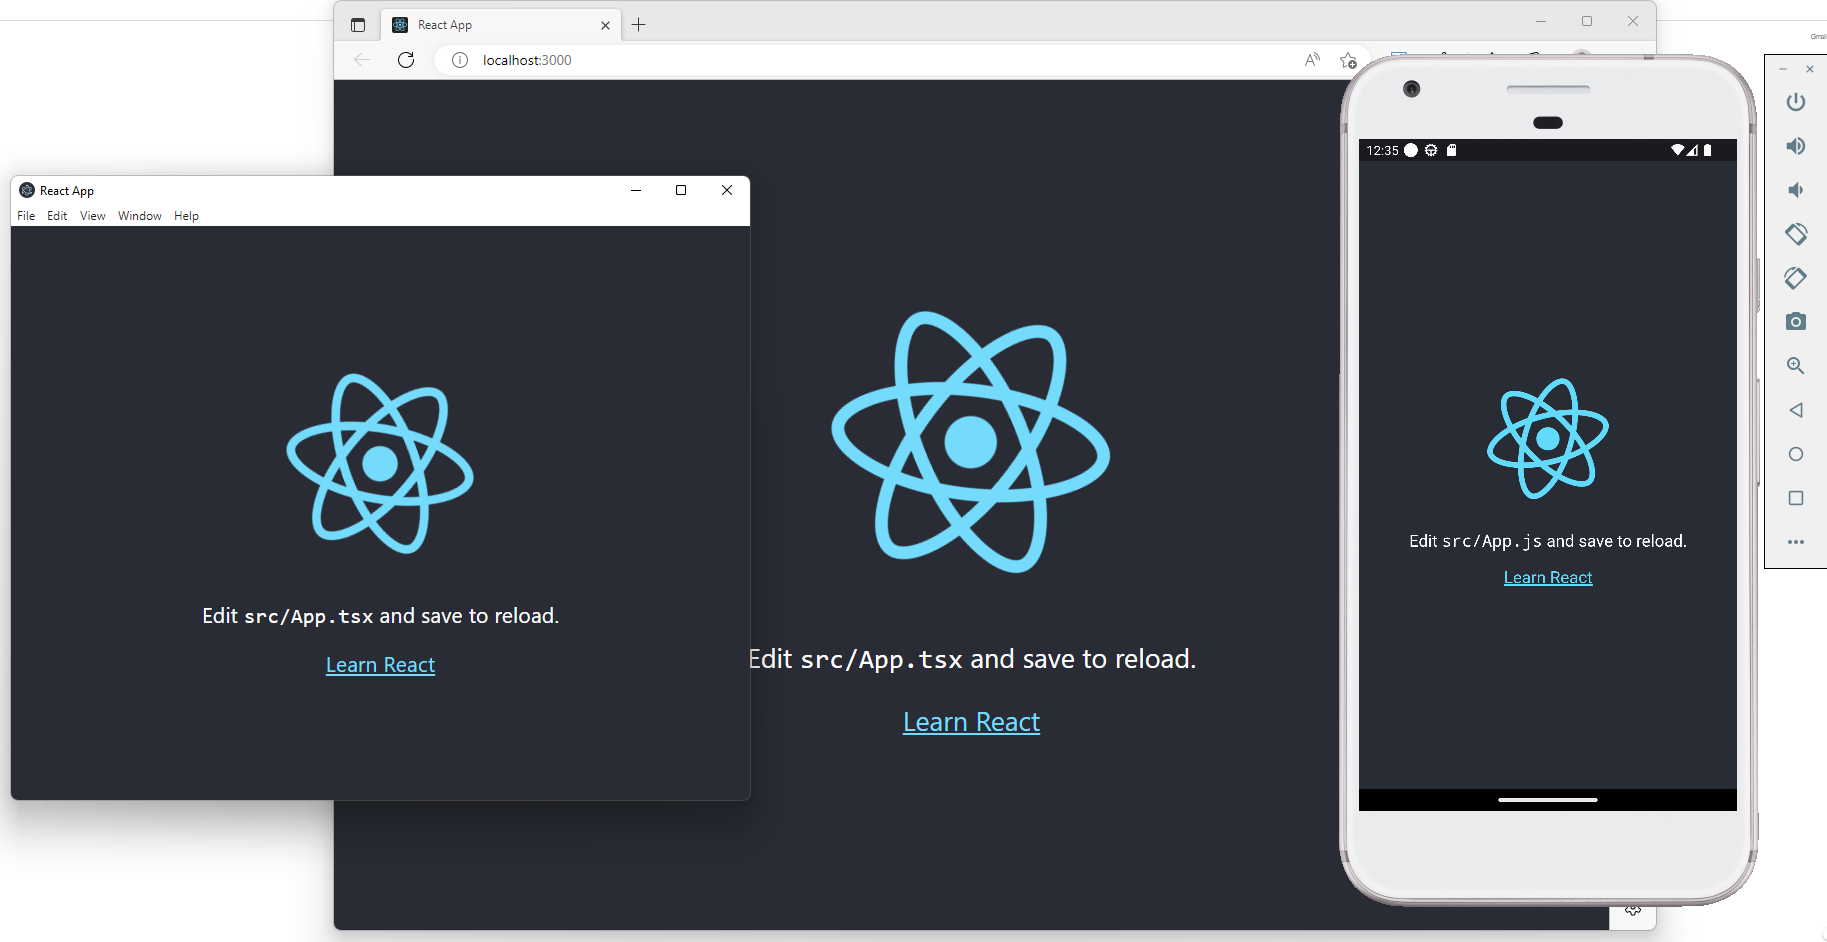 React App
localhost:3000
Gmail
React App
File Edit View Window Help
Edit src/App.tsx and save to reload.
Learn React
Edit src/App.tsx and save to reload.
Learn React
12:35
Edit src/App.js and save to reload.
Learn React